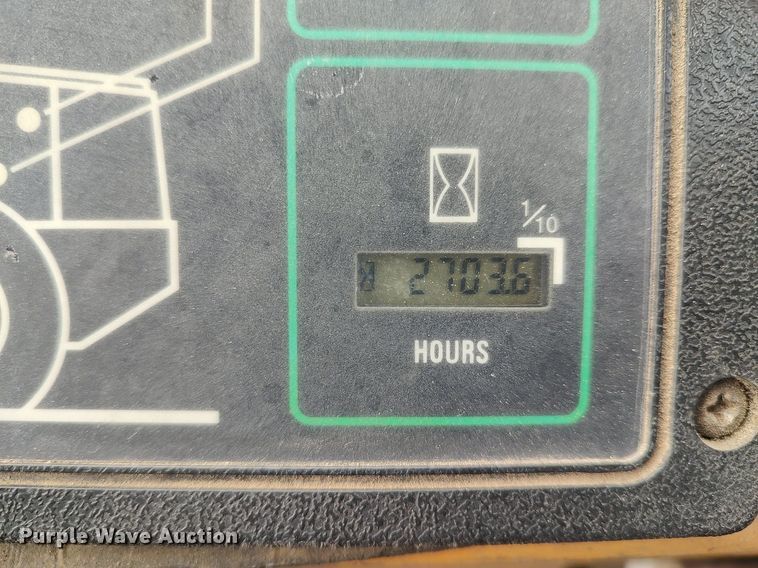 1/10
2703.6
HOURS
Purple Wave Auction